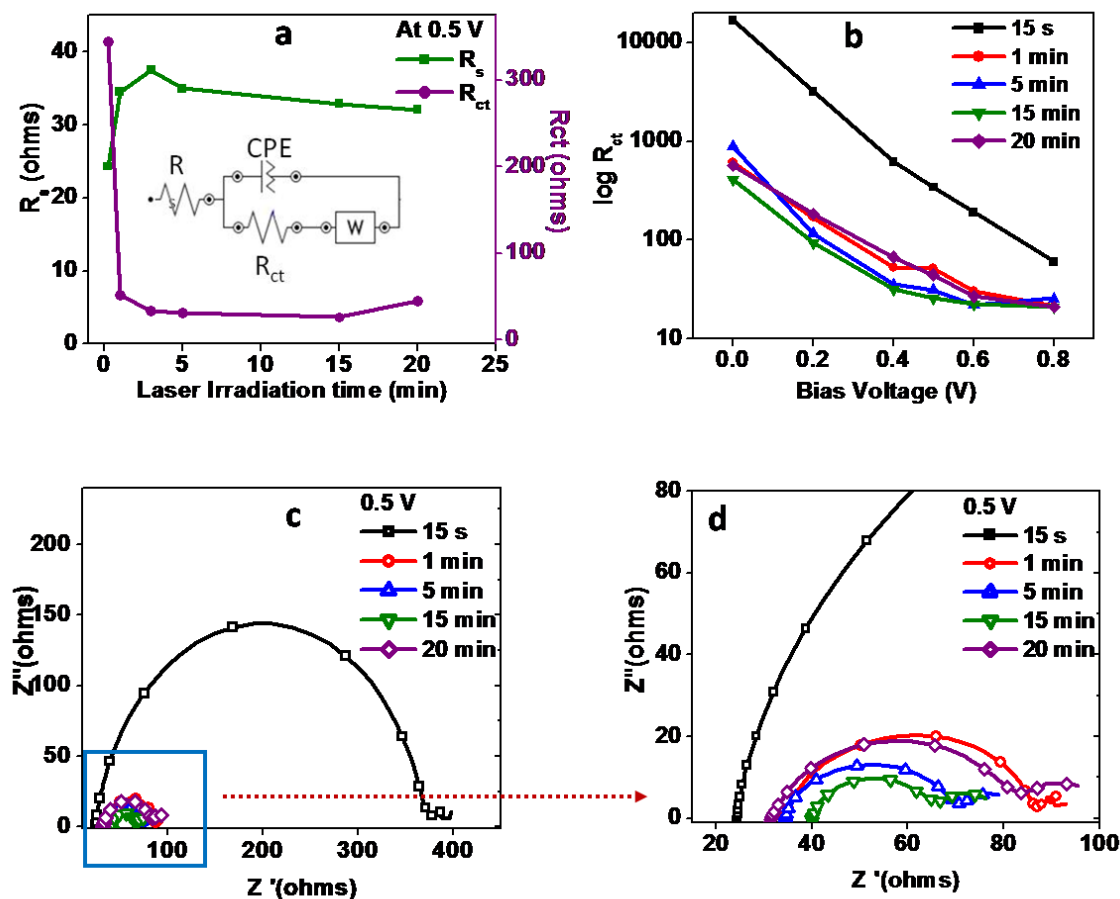 a
At 0.5 V
R_s
R_ct
40
30
20
10
0
R_s (ohms)
300
200
100
0
Rct (ohms)
R
s
CPE
R_ct
W
0 5 10 15 20 25
Laser Irradiation time (min)
b
15 s
1 min
5 min
15 min
20 min
10000
1000
100
10
log R_ct
0.0 0.2 0.4 0.6 0.8
Bias Voltage (V)
c
0.5 V
15 s
1 min
5 min
15 min
20 min
200
150
100
50
0
Z''(ohms)
100 200 300 400
Z '(ohms)
d
0.5 V
15 s
1 min
5 min
15 min
20 min
80
60
40
20
0
Z''(ohms)
20 40 60 80 100
Z '(ohms)